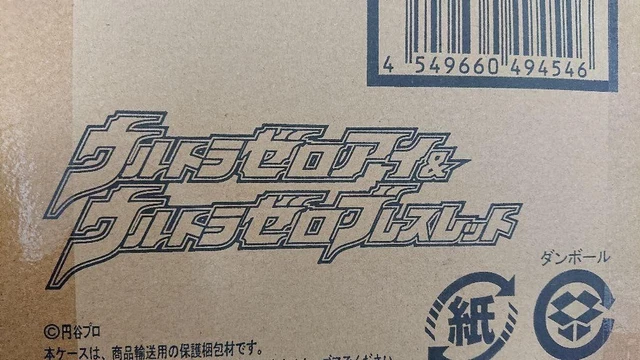 4 549660 494546
ウルトラゼロアイ&
ウルトラゼロブレスレット
ダンボール
紙
©円谷プロ
本ケースは、商品輸送用の保護梱包材です。